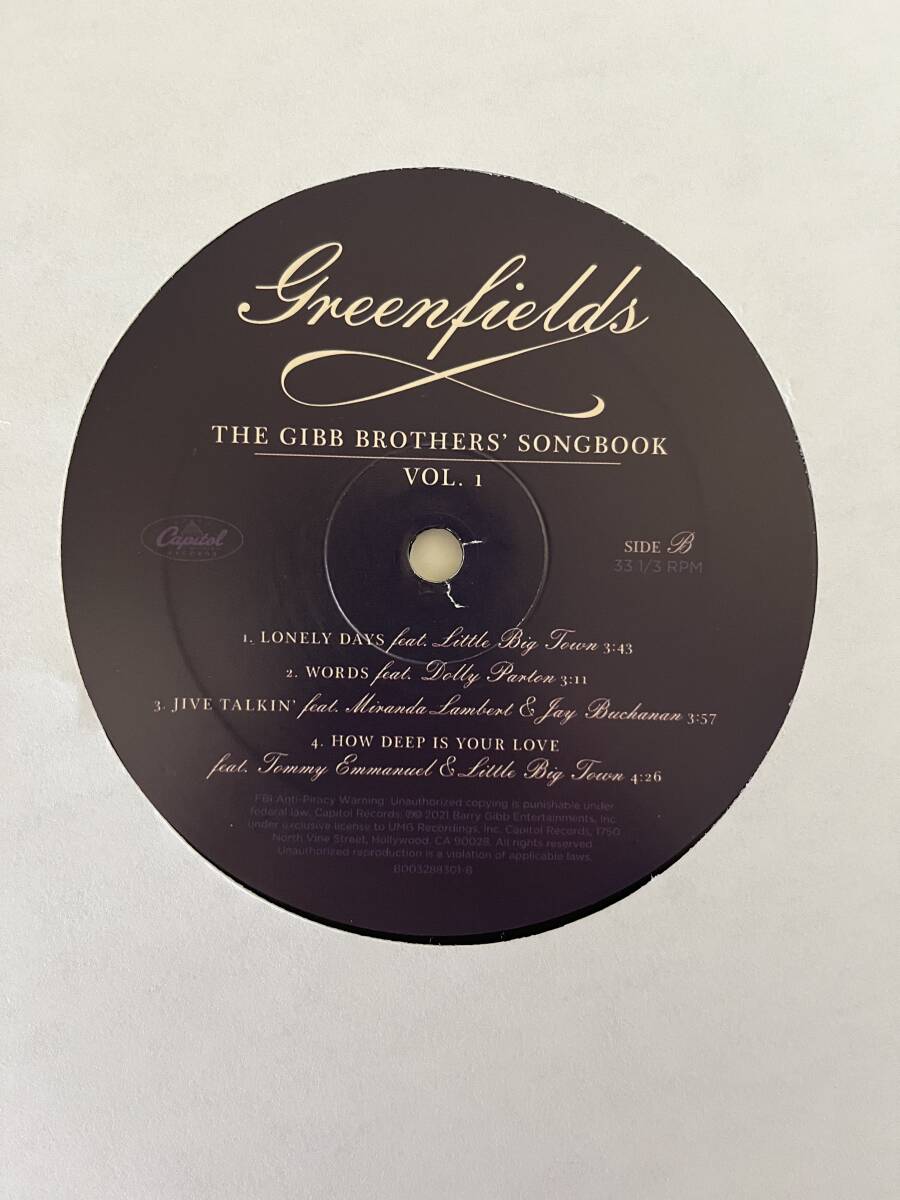 Greenfields
THE GIBB BROTHERS' SONGBOOK
VOL. 1
Capitol
RECORDS
SIDE B
33 1/3 RPM
1. LONELY DAYS feat. Little Big Town 3:43
2. WORDS feat. Dolly Parton 3:11
3. JIVE TALKIN' feat. Miranda Lambert & Jay Buchanan 3:57
4. HOW DEEP IS YOUR LOVE
feat. Tommy Emmanuel & Little Big Town 4:26
FBI Anti-Piracy Warning: Unauthorized copying is punishable under
federal law, Capitol Records; ℗© 2021 Barry Gibb Entertainments, Inc
under exclusive license to UMG Recordings, Inc. Capitol Records, 1750
North Vine Street, Hollywood, CA 90028. All rights reserved
Unauthorized reproduction is a violation of applicable laws.
B003288301-B